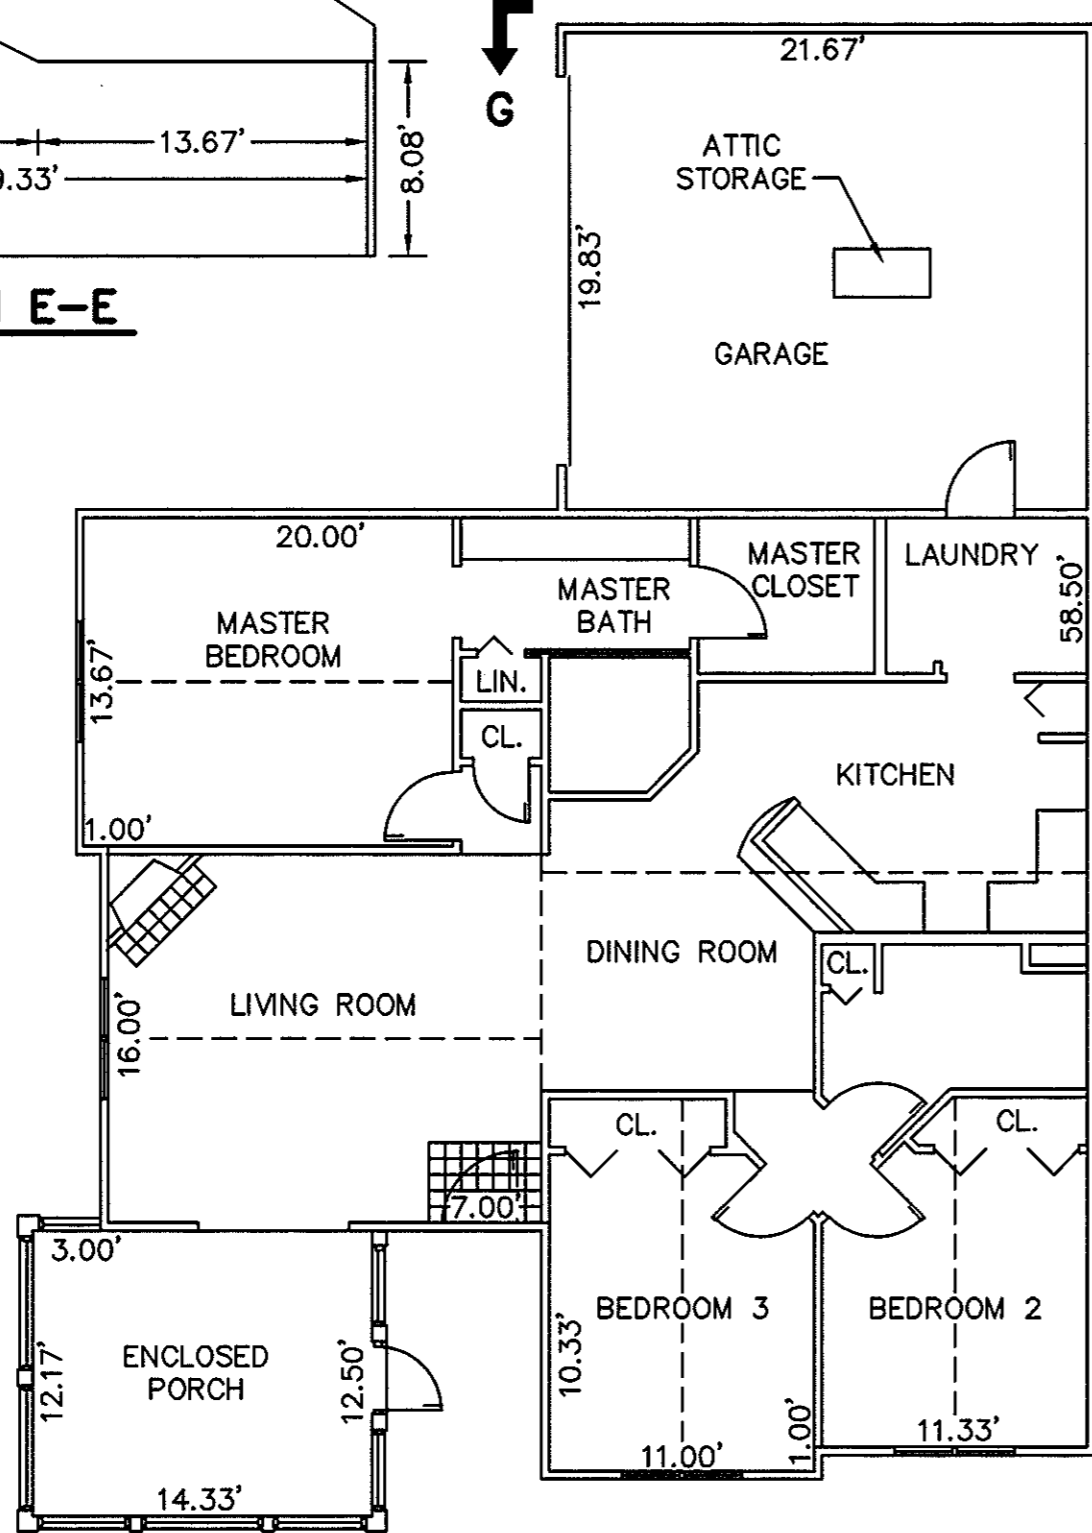 13.67'
9.33'
8.08'
E-E
G
21.67'
ATTIC
STORAGE
19.83'
GARAGE
20.00'
MASTER
BEDROOM
13.67'
1.00'
MASTER
BATH
MASTER
CLOSET
LAUNDRY
58.50'
LIN.
CL.
KITCHEN
DINING ROOM
LIVING ROOM
16.00'
CL.
CL.
CL.
7.00'
3.00'
ENCLOSED
PORCH
12.17'
12.50'
14.33'
BEDROOM 3
10.33'
11.00'
1.00'
BEDROOM 2
11.33'